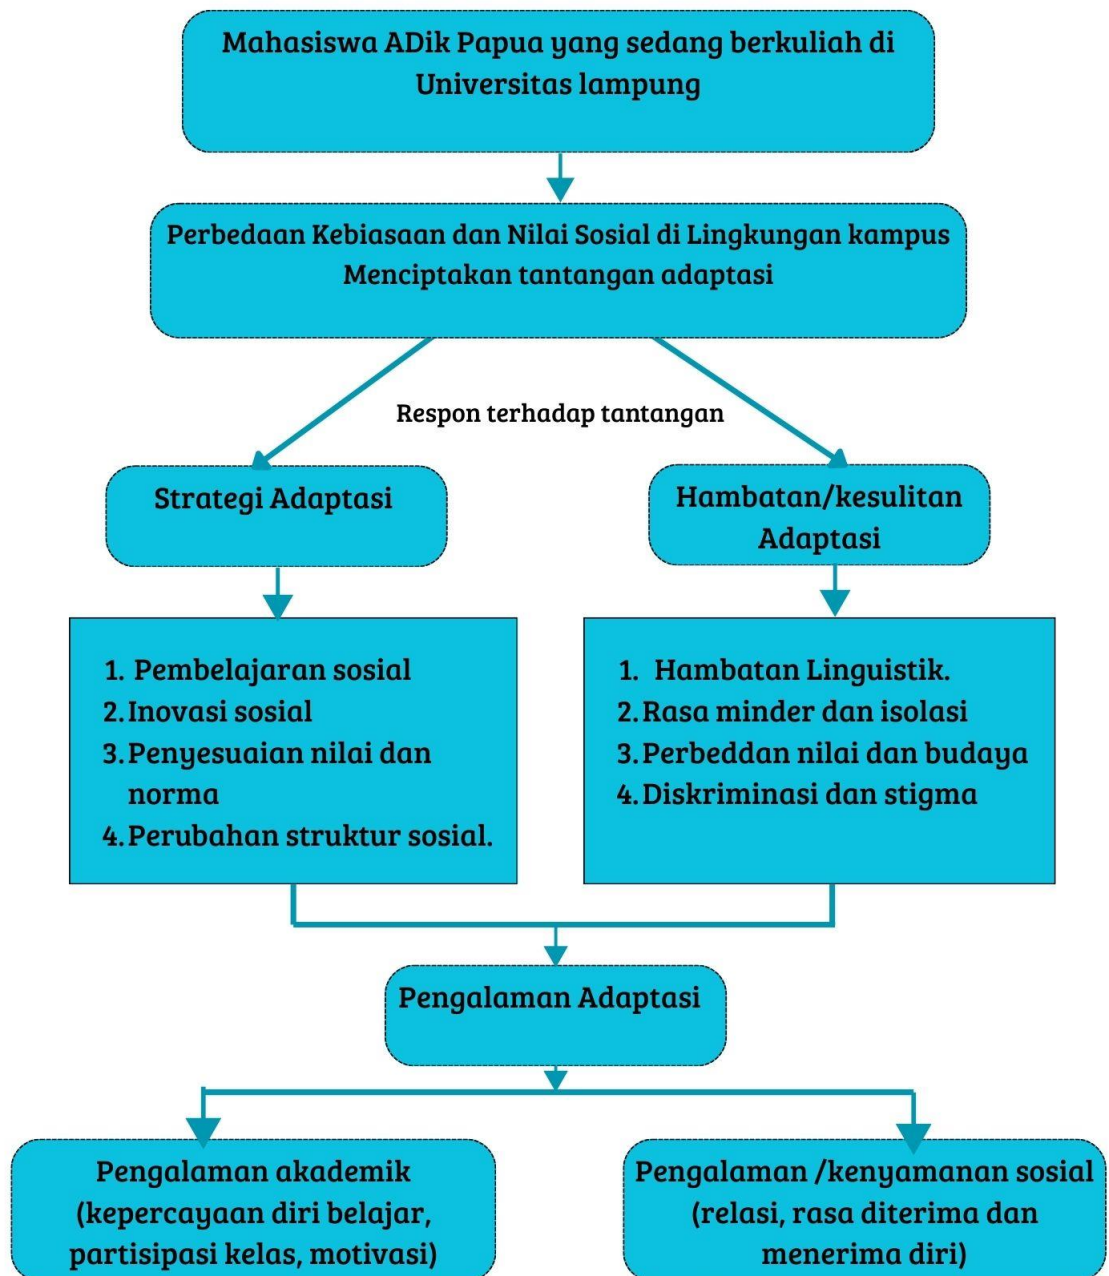 Mahasiswa ADik Papua yang sedang berkuliah di
Universitas lampung
Perbedaan Kebiasaan dan Nilai Sosial di Lingkungan kampus
Menciptakan tantangan adaptasi
Respon terhadap tantangan
Strategi Adaptasi
Hambatan/kesulitan
Adaptasi
1. Pembelajaran sosial
2. Inovasi sosial
3. Penyesuaian nilai dan
norma
4. Perubahan struktur sosial.
1. Hambatan Linguistik.
2. Rasa minder dan isolasi
3. Perbeddan nilai dan budaya
4. Diskriminasi dan stigma
Pengalaman Adaptasi
Pengalaman akademik
(kepercayaan diri belajar,
partisipasi kelas, motivasi)
Pengalaman /kenyamanan sosial
(relasi, rasa diterima dan
menerima diri)